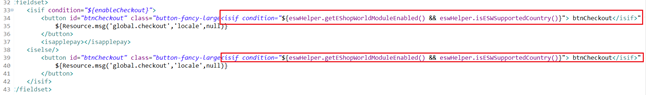 32 fieldset>
33 <isif condition="${enableCheckout}">
34 <button id="btnCheckout" class="button-fancy-large<isif condition="${eswHelper.getEShopWorldModuleEnabled() && eswHelper.isESWSupportedCountry()}"> btnCheckout</isif>"
35 ${Resource.msg('global.checkout','locale',null)}
36 </button>
37 <isapplepay></isapplepay>
38 <iselse/>
39 <button id="btnCheckout" class="button-fancy-large<isif condition="${eswHelper.getEShopWorldModuleEnabled() && eswHelper.isESWSupportedCountry()}"> btnCheckout</isif>"
40 ${Resource.msg('global.checkout','locale',null)}
41 </button>
42 </isif>
43 fieldset>